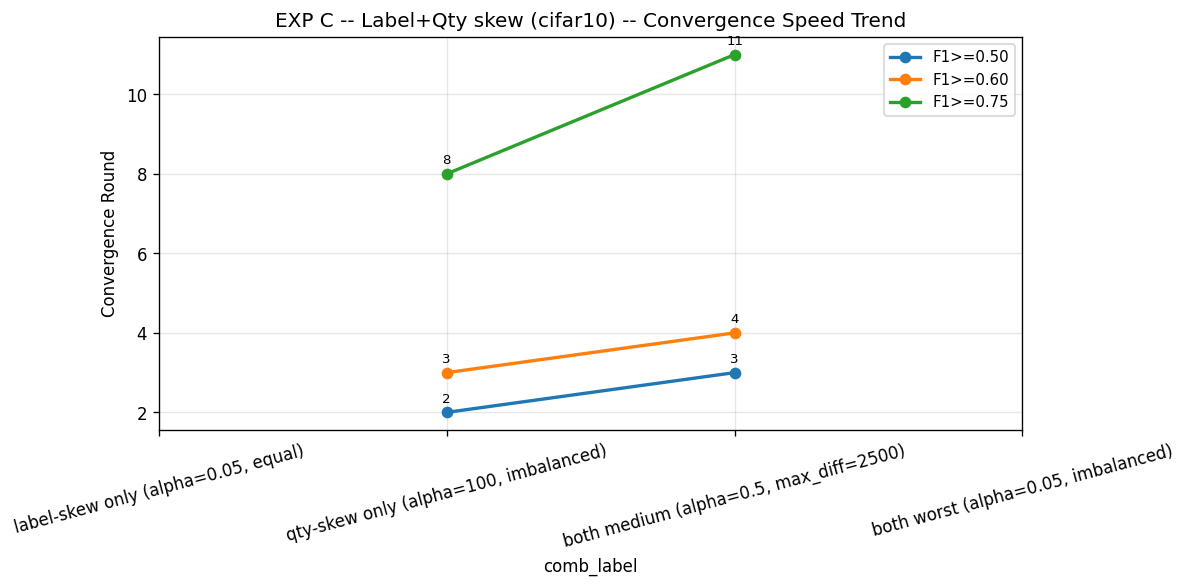 EXP C -- Label+Qty skew (cifar10) -- Convergence Speed Trend
F1>=0.50
F1>=0.60
F1>=0.75
Convergence Round
10
8
6
4
2
11
8
4
3
3
2
label-skew only (alpha=0.05, equal)
qty-skew only (alpha=100, imbalanced)
both medium (alpha=0.5, max_diff=2500)
both worst (alpha=0.05, imbalanced)
comb_label